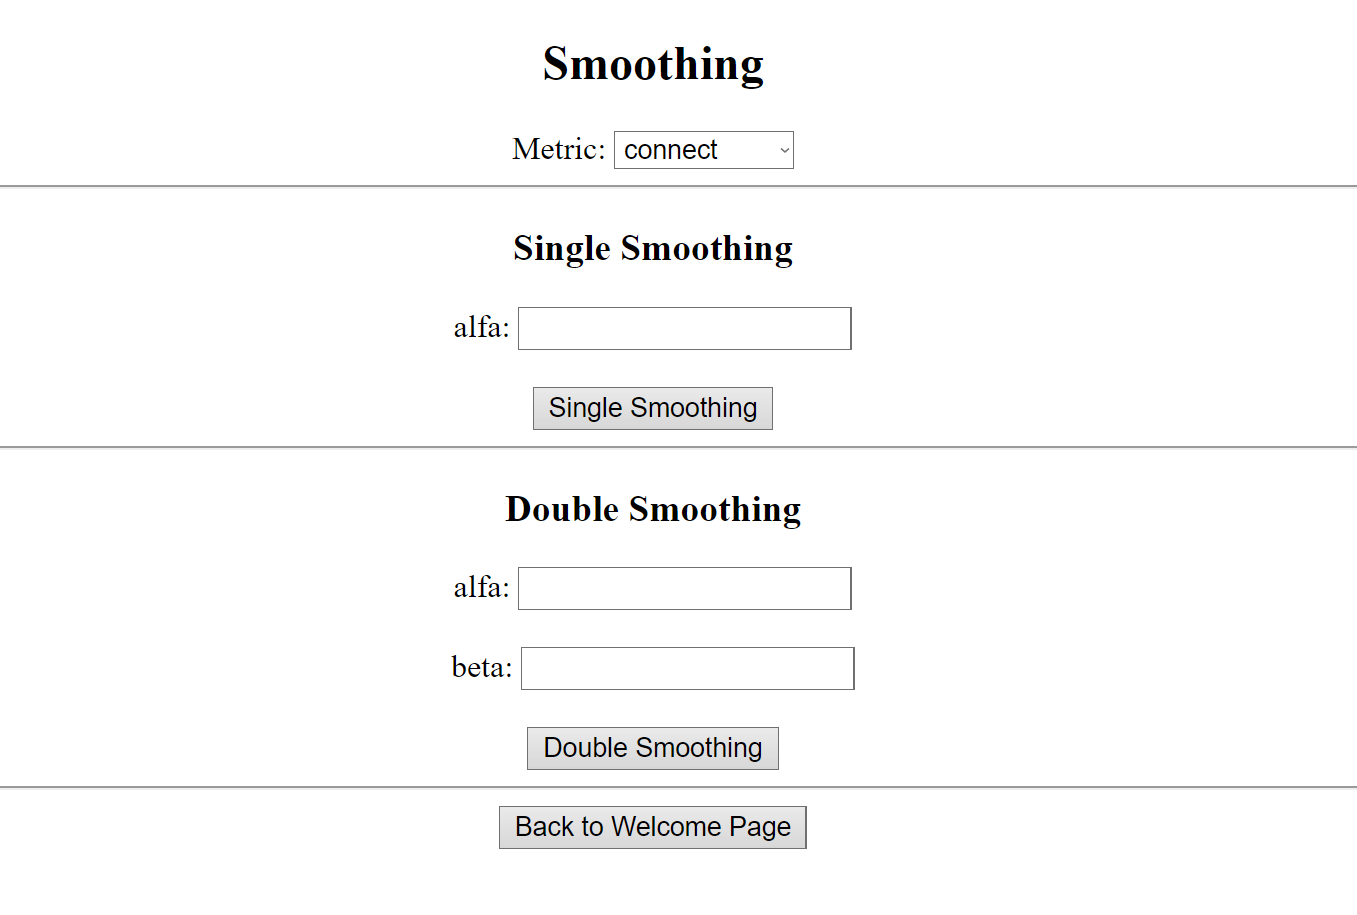 Smoothing
Metric: connect
Single Smoothing
alfa:
Single Smoothing
Double Smoothing
alfa:
beta:
Double Smoothing
Back to Welcome Page